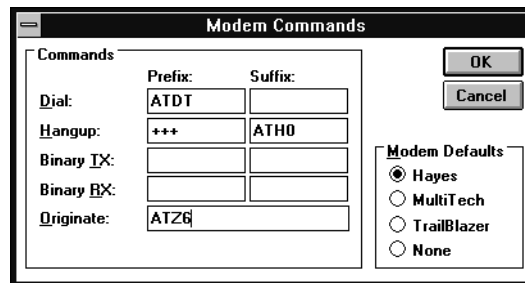 Modem Commands
Commands
Prefix: Suffix:
Dial: ATDT
Hangup: +++ ATH0
Binary TX:
Binary RX:
Originate: ATZ6
OK
Cancel
Modem Defaults
Hayes
MultiTech
TrailBlazer
None